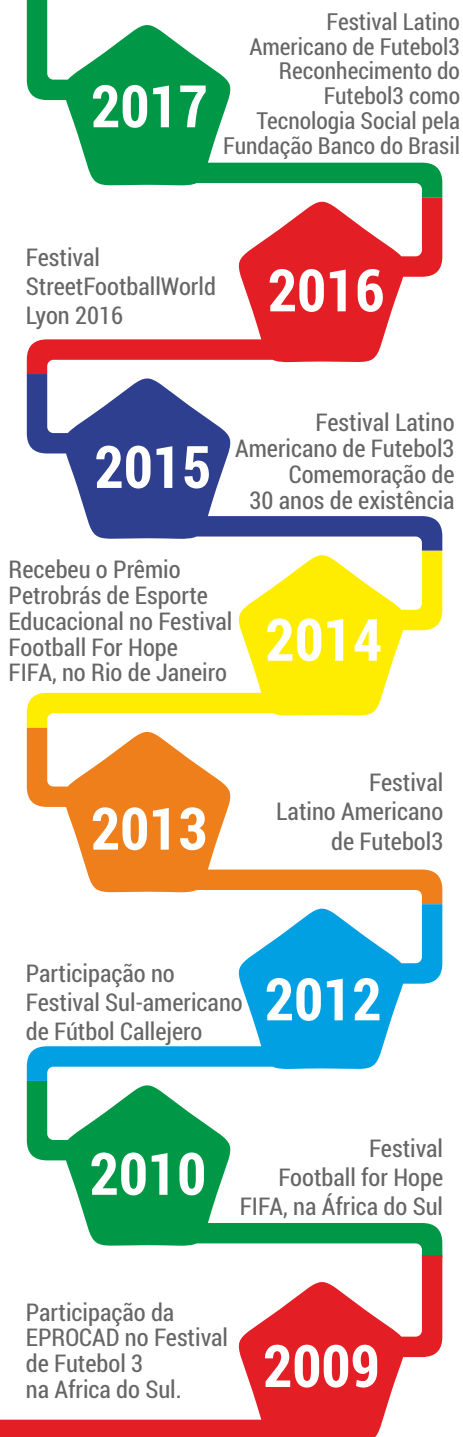 Festival Latino
Americano de Futebol3
Reconhecimento do
Futebol3 como
Tecnologia Social pela
Fundação Banco do Brasil
2017
Festival
StreetFootballWorld
Lyon 2016
2016
Festival Latino
Americano de Futebol3
Comemoração de
30 anos de existência
2015
Recebeu o Prêmio
Petrobrás de Esporte
Educacional no Festival
Football For Hope
FIFA, no Rio de Janeiro
2014
Festival
Latino Americano
de Futebol3
2013
Participação no
Festival Sul-americano
de Fútbol Callejero
2012
Festival
Football for Hope
FIFA, na África do Sul
2010
Participação da
EPROCAD no Festival
de Futebol 3
na Africa do Sul.
2009